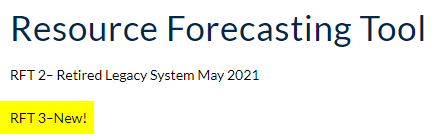 Resource Forecasting Tool
RFT 2– Retired Legacy System May 2021
RFT 3–New!